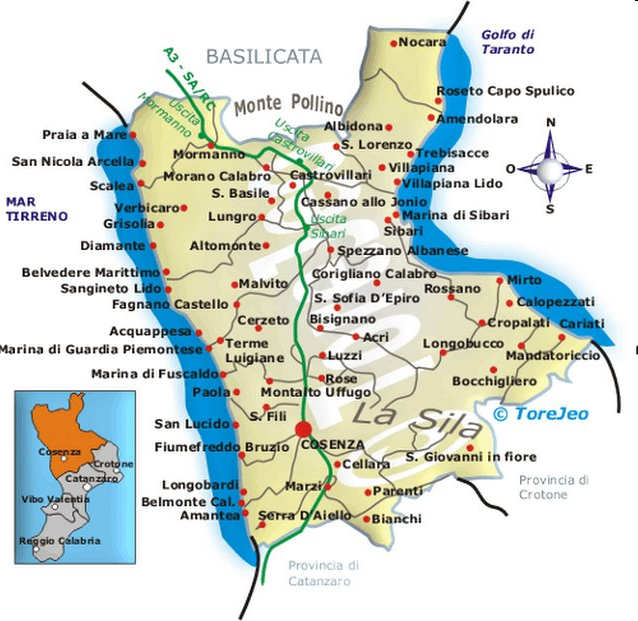 Nocara
Golfo di
Taranto
A3 - SA/RC
BASILICATA
Roseto Capo Spulico
Uscita
Mormanno
Monte Pollino
Amendolara
Albidona
Uscita
Castrovillari
N
Praia a Mare
S. Lorenzo
Trebisacce
Mormanno
San Nicola Arcella
Villapiana
O
E
Morano Calabro
Castrovillari
Scalea
Villapiana Lido
S. Basile
Cassano allo Jonio
S
MAR
TIRRENO
Verbicaro
Lungro
Marina di Sibari
Grisolia
Uscita
Sibari
Sibari
Diamante
Altomonte
Spezzano Albanese
Belvedere Marittimo
Corigliano Calabro
Mirto
Sangineto Lido
Malvito
Rossano
Fagnano Castello
S. Sofia D'Epiro
Calopezzati
Cerzeto
Bisignano
Cropalati
Cariati
Acquappesa
Acri
Terme
Luigiane
Longobucco
Marina di Guardia Piemontese
Luzzi
Mandatoriccio
Marina di Fuscaldo
Rose
Bocchigliero
Paola
Montalto Uffugo
S. Fili
La Sila
© ToreJeo
San Lucido
COSENZA
Fiumefreddo Bruzio
S. Giovanni in fiore
Cosenza
Cellara
Crotone
Catanzaro
Longobardi
Marzi
Parenti
Provincia di
Crotone
Vibo Valentia
Belmonte Cal.
Amantea
Serra D'Aiello
Bianchi
Reggio Calabria
Provincia di
Catanzaro